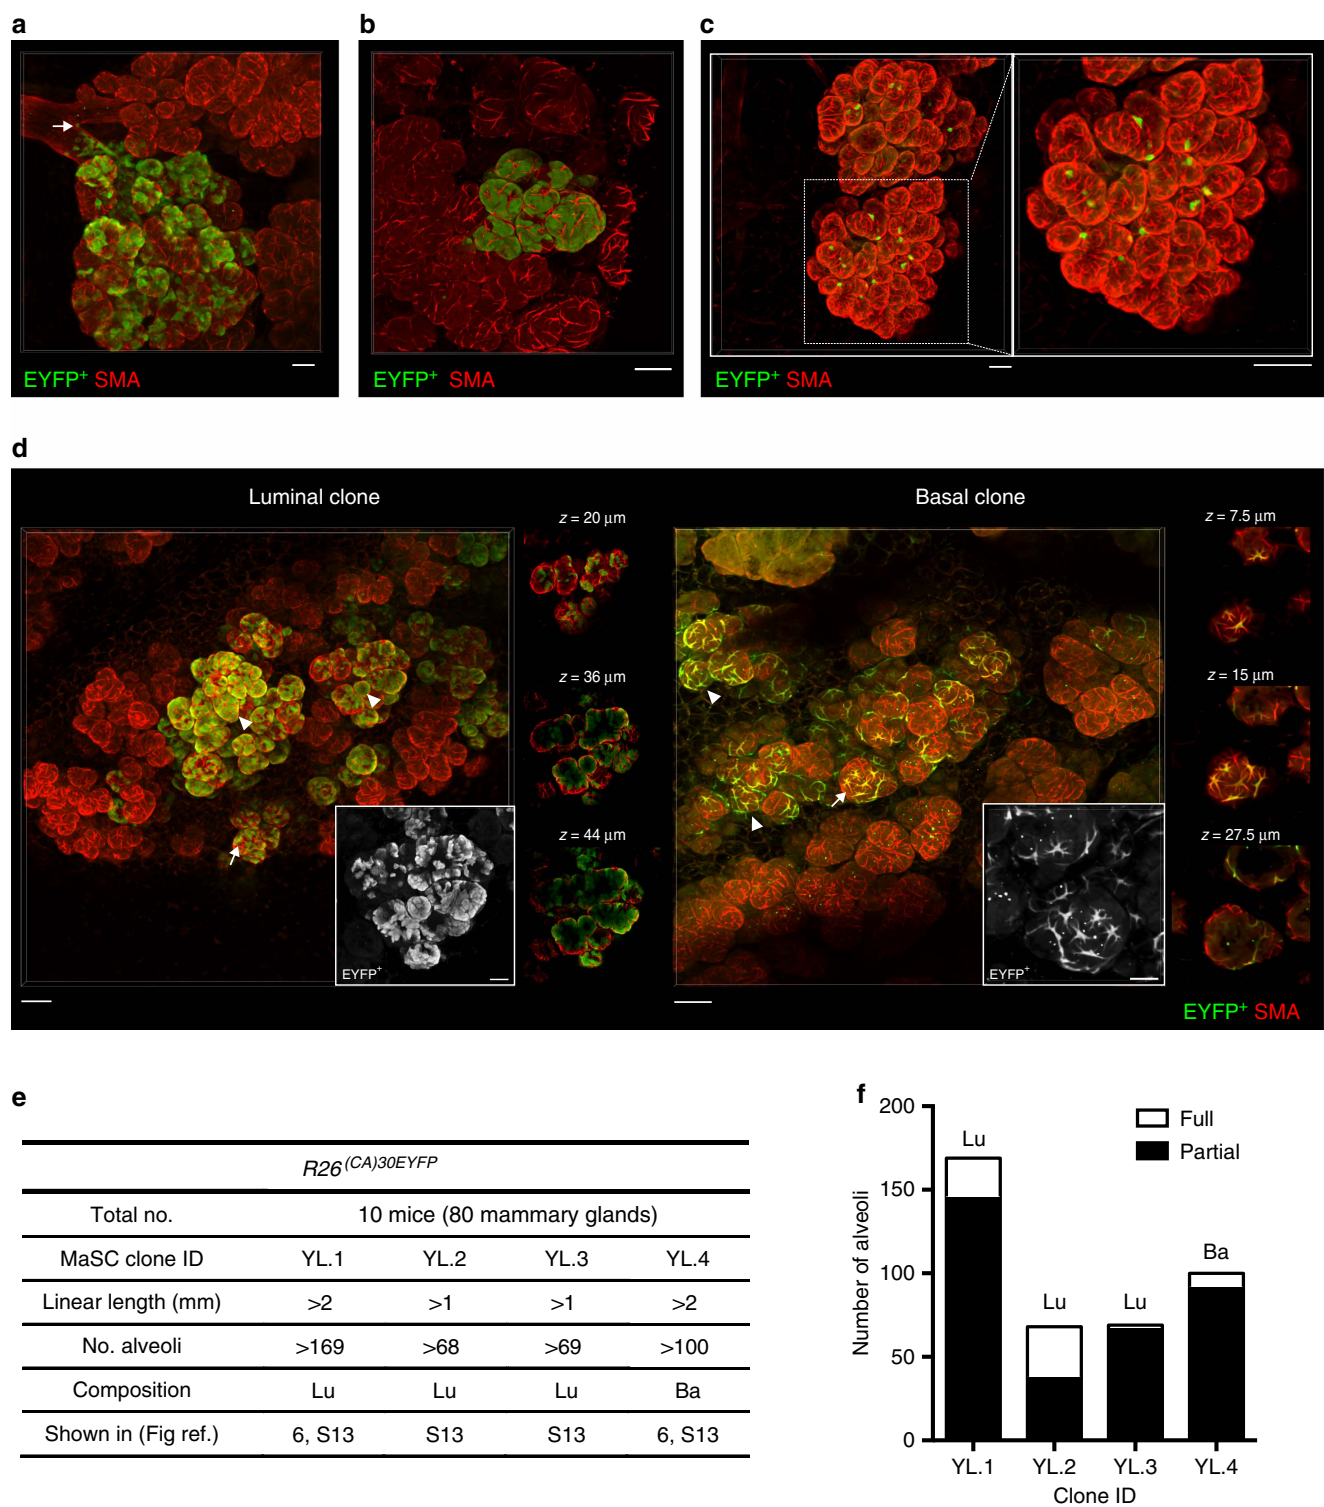 a
b
c
EYFP⁺ SMA
EYFP⁺ SMA
EYFP⁺ SMA
d
Luminal clone
z = 20 µm
z = 36 µm
z = 44 µm
EYFP⁺
Basal clone
z = 7.5 µm
z = 15 µm
z = 27.5 µm
EYFP⁺
EYFP⁺ SMA
e
R26^(CA)30EYFP
Total no. 10 mice (80 mammary glands)
MaSC clone ID YL.1 YL.2 YL.3 YL.4
Linear length (mm) >2 >1 >1 >2
No. alveoli >169 >68 >69 >100
Composition Lu Lu Lu Ba
Shown in (Fig ref.) 6, S13 S13 S13 6, S13
f
Full
Partial
Number of alveoli
200
150
100
50
0
Lu
Lu
Lu
Ba
YL.1 YL.2 YL.3 YL.4
Clone ID